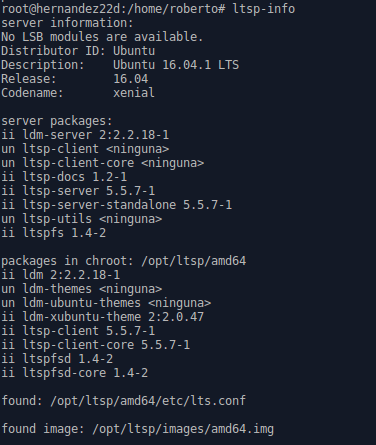 root@hernandez22d:/home/roberto# ltsp-info
server information:
No LSB modules are available.
Distributor ID: Ubuntu
Description:    Ubuntu 16.04.1 LTS
Release:        16.04
Codename:       xenial

server packages:
ii ldm-server 2:2.2.18-1
un ltsp-client <ninguna>
un ltsp-client-core <ninguna>
ii ltsp-docs 1.2-1
ii ltsp-server 5.5.7-1
ii ltsp-server-standalone 5.5.7-1
un ltsp-utils <ninguna>
ii ltspfs 1.4-2

packages in chroot: /opt/ltsp/amd64
ii ldm 2:2.2.18-1
un ldm-themes <ninguna>
un ldm-ubuntu-themes <ninguna>
ii ldm-xubuntu-theme 2:2.0.47
ii ltsp-client 5.5.7-1
ii ltsp-client-core 5.5.7-1
ii ltspfsd 1.4-2
ii ltspfsd-core 1.4-2

found: /opt/ltsp/amd64/etc/lts.conf

found image: /opt/ltsp/images/amd64.img